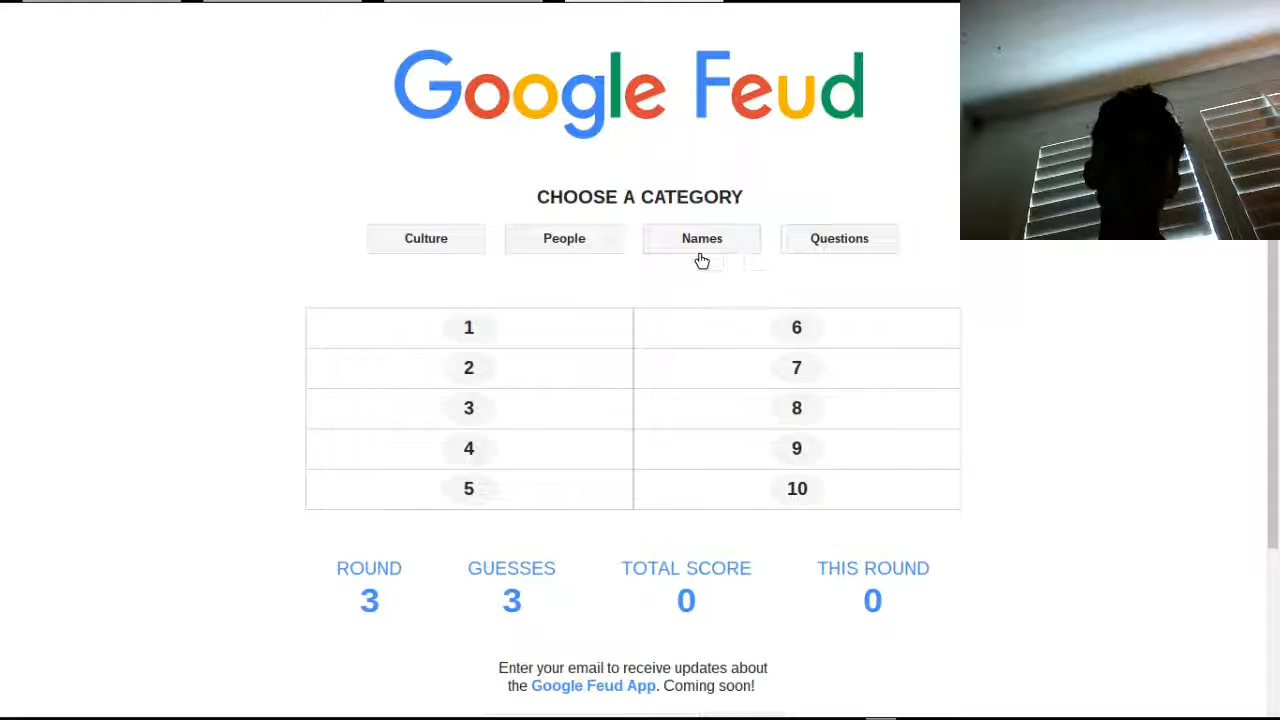 Google Feud
CHOOSE A CATEGORY
Culture People Names Questions
1 6
2 7
3 8
4 9
5 10
ROUND GUESSES TOTAL SCORE THIS ROUND
3 3 0 0
Enter your email to receive updates about
the Google Feud App. Coming soon!